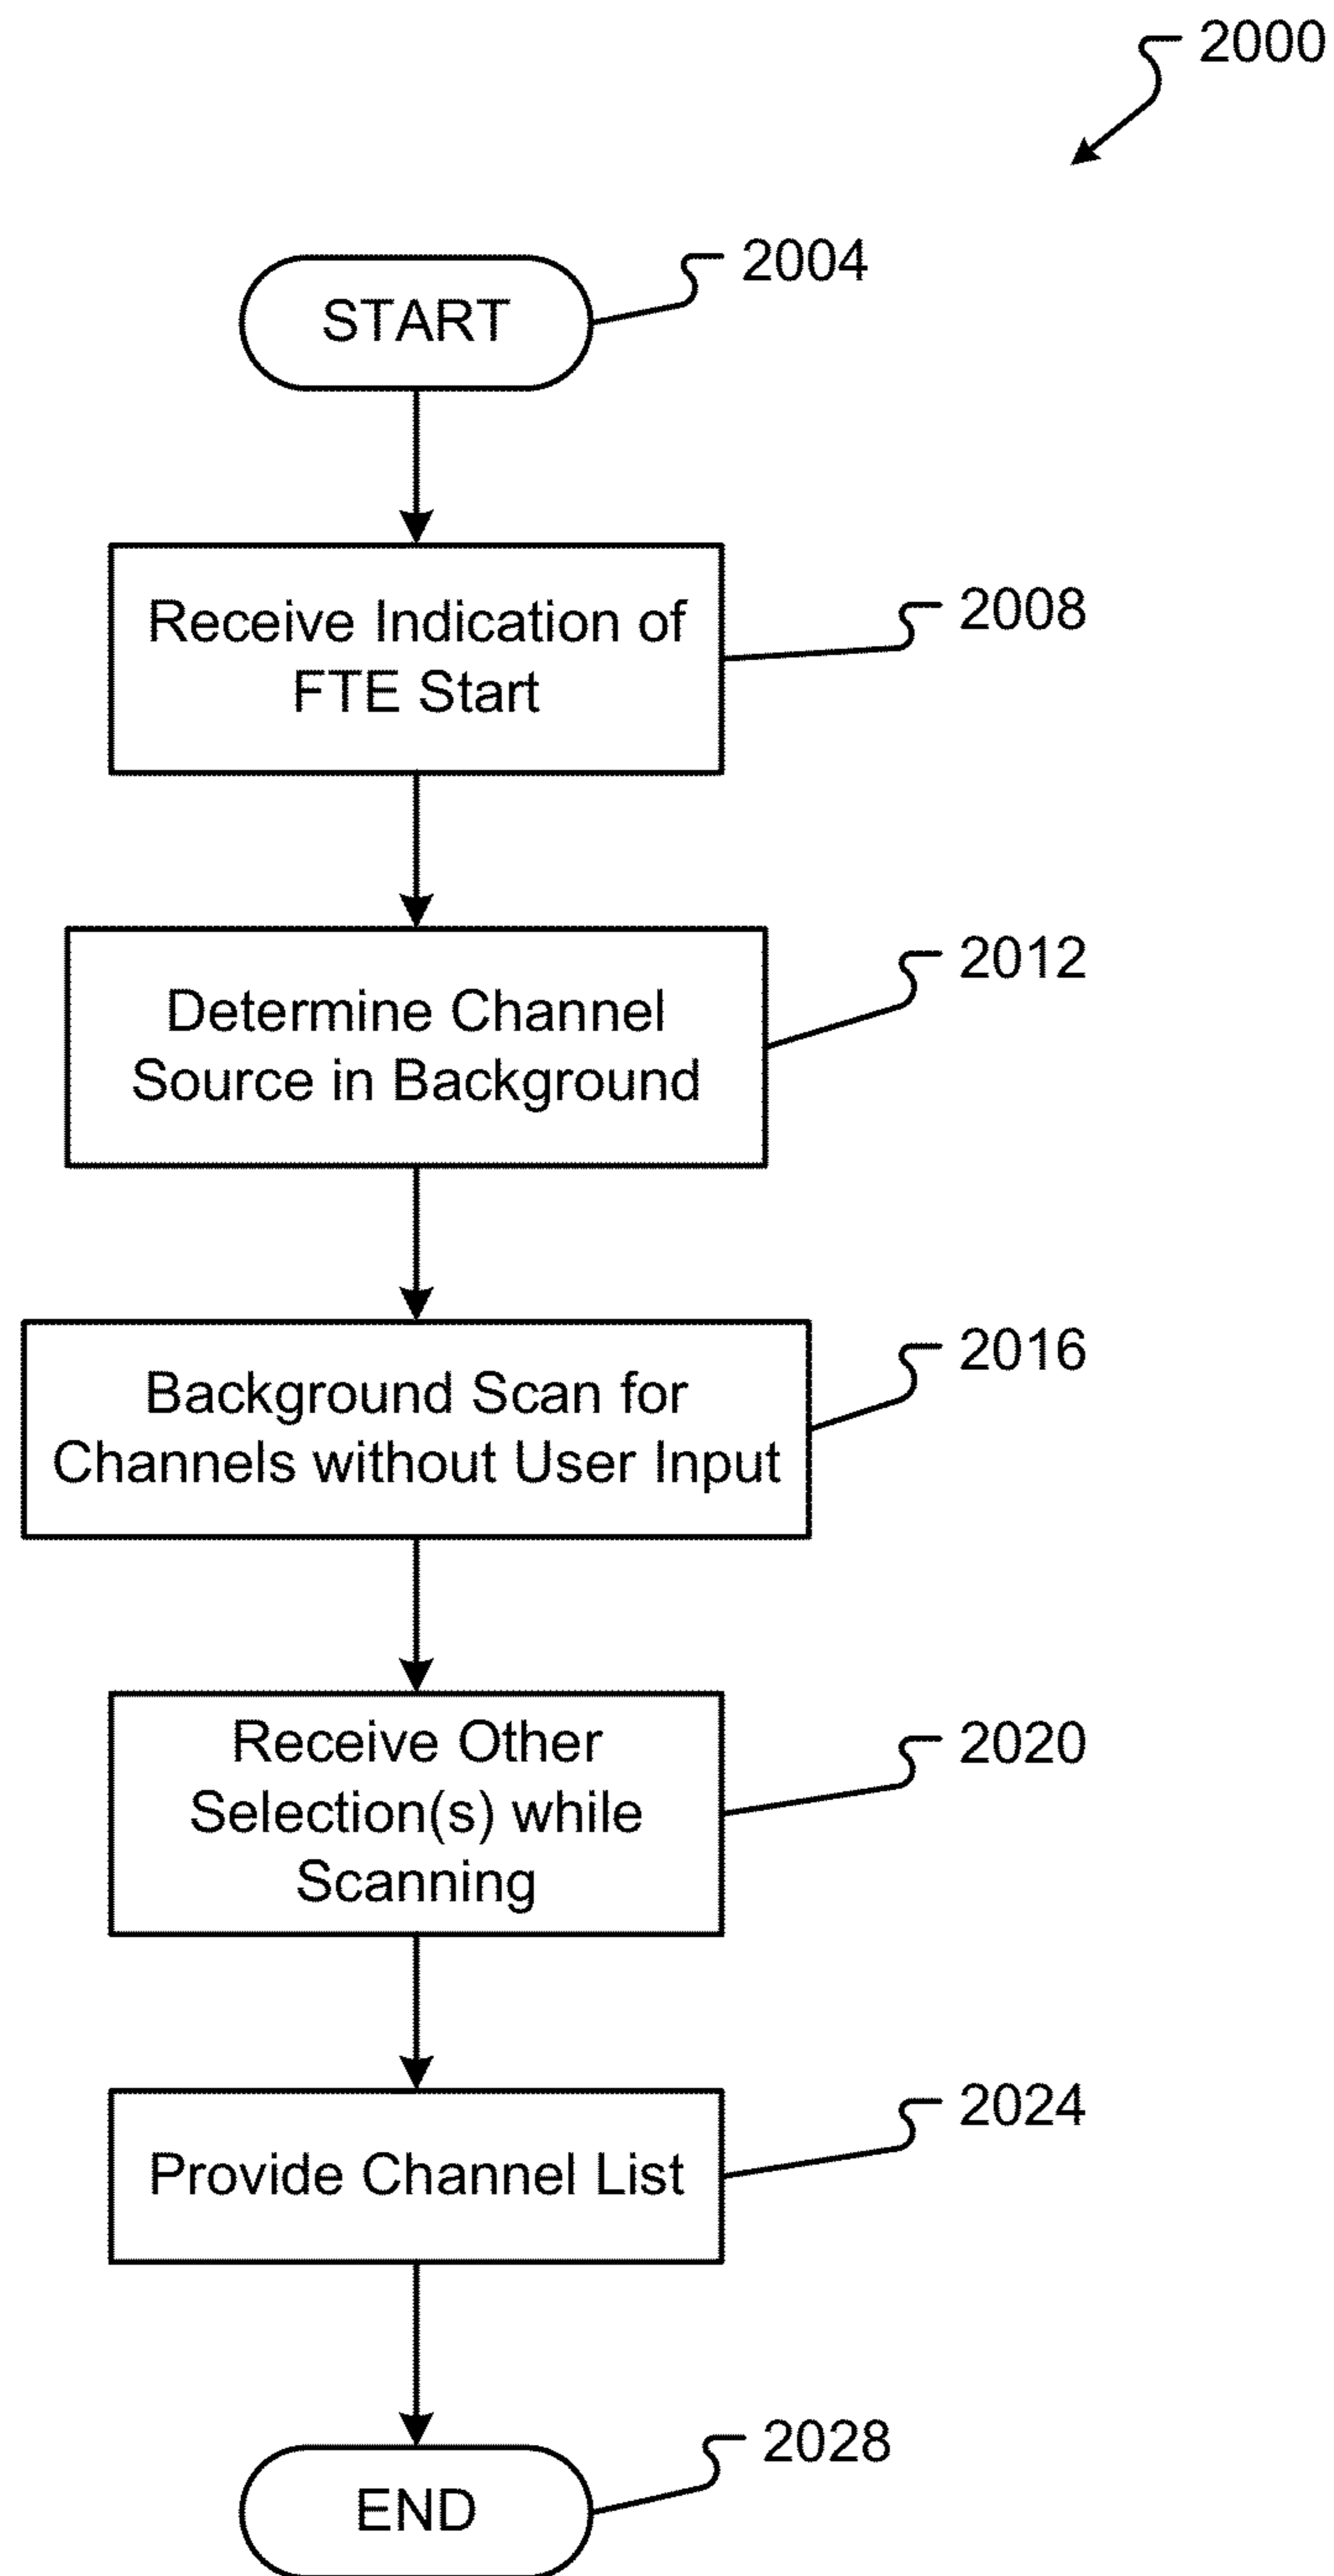 2000
2004
START
2008
Receive Indication of
FTE Start
2012
Determine Channel
Source in Background
2016
Background Scan for
Channels without User Input
2020
Receive Other
Selection(s) while
Scanning
2024
Provide Channel List
2028
END